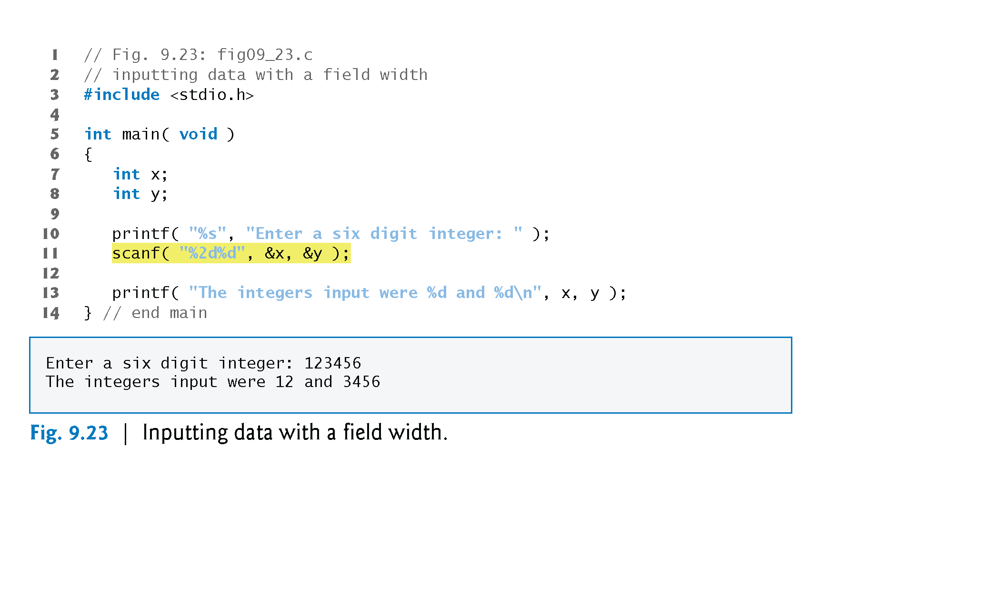 1 // Fig. 9.23: fig09_23.c
2 // inputting data with a field width
3 #include <stdio.h>
4
5 int main( void )
6 {
7    int x;
8    int y;
9
10    printf( "%s", "Enter a six digit integer: " );
11    scanf( "%2d%d", &x, &y );
12
13    printf( "The integers input were %d and %d\n", x, y );
14 } // end main
Enter a six digit integer: 123456
The integers input were 12 and 3456
Fig. 9.23 | Inputting data with a field width.